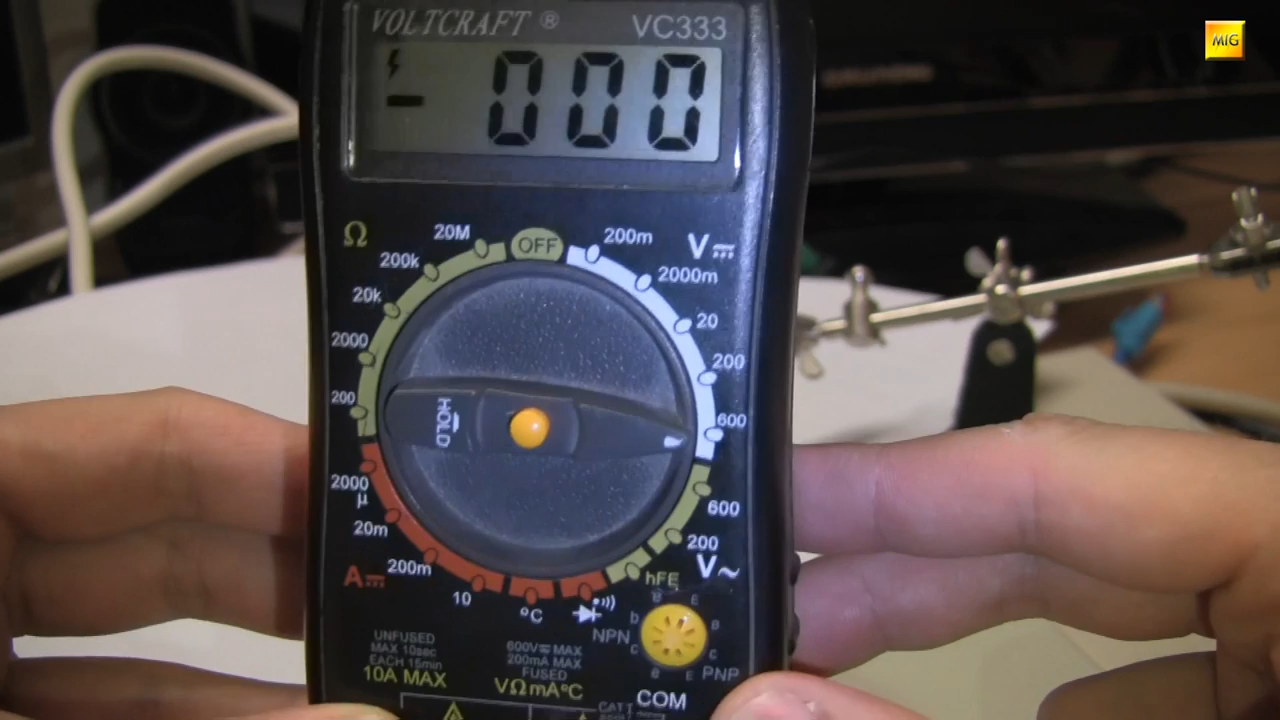 VOLTCRAFT ® VC333
MIG
- 000
Ω 20M OFF 200m V
200k 2000m
20k 20
2000 200
200 HOLD 600
2000 µ 600
20m 200
A 200m V~
10 °C hFE
e E
b B
NPN c C PNP
e E
UNFUSED
MAX 10sec
EACH 15min
10A MAX
600V MAX
200mA MAX
FUSED
VΩmA°C
COM
CAT I